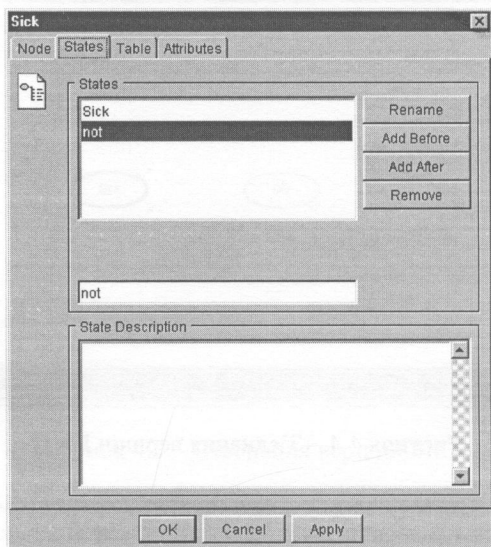 Sick
Node States Table Attributes
States
Sick
not
Rename
Add Before
Add After
Remove
not
State Description
OK Cancel Apply